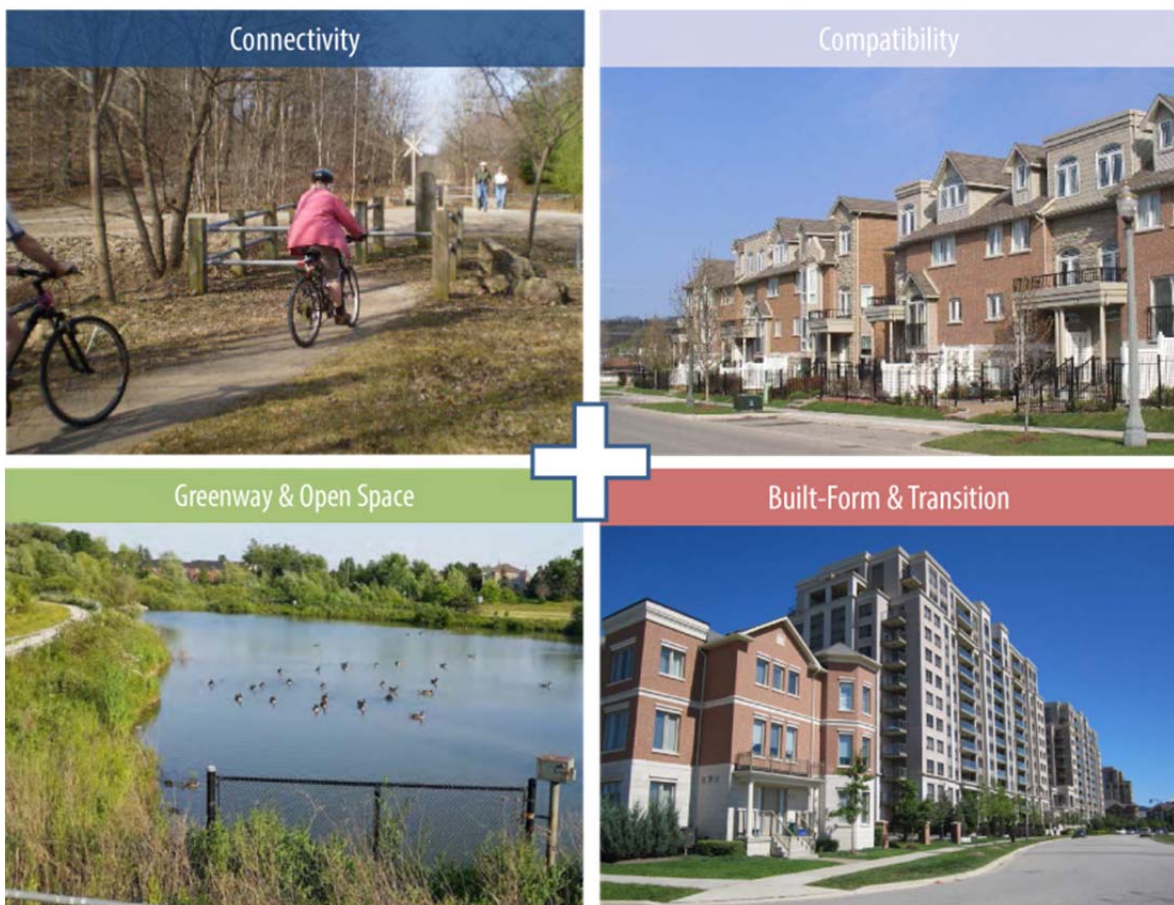 Connectivity
Compatibility
Greenway & Open Space
Built-Form & Transition